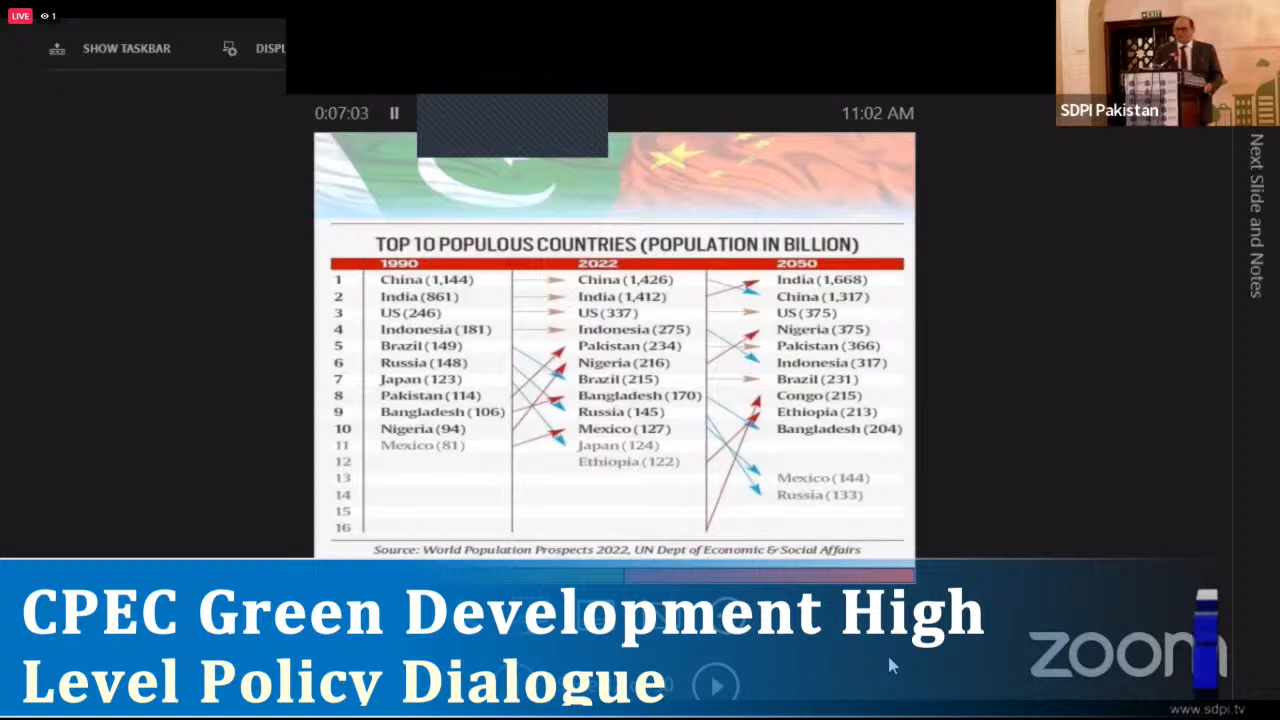 LIVE 1
SHOW TASKBAR
DISPL
SDPI Pakistan
0:07:03
11:02 AM
Next Slide and Notes
TOP 10 POPULOUS COUNTRIES (POPULATION IN BILLION)
1990 2022 2050
1 China (1,144) China (1,426) India (1,668)
2 India (861) India (1,412) China (1,317)
3 US (246) US (337) US (375)
4 Indonesia (181) Indonesia (275) Nigeria (375)
5 Brazil (149) Pakistan (234) Pakistan (366)
6 Russia (148) Nigeria (216) Indonesia (317)
7 Japan (123) Brazil (215) Brazil (231)
8 Pakistan (114) Bangladesh (170) Congo (215)
9 Bangladesh (106) Russia (145) Ethiopia (213)
10 Nigeria (94) Mexico (127) Bangladesh (204)
11 Mexico (81) Japan (124)
12 Ethiopia (122)
13 Mexico (144)
14 Russia (133)
15
16
Source: World Population Prospects 2022, UN Dept of Economic & Social Affairs
CPEC Green Development High
Level Policy Dialogue
zoom
www.sdpi.tv